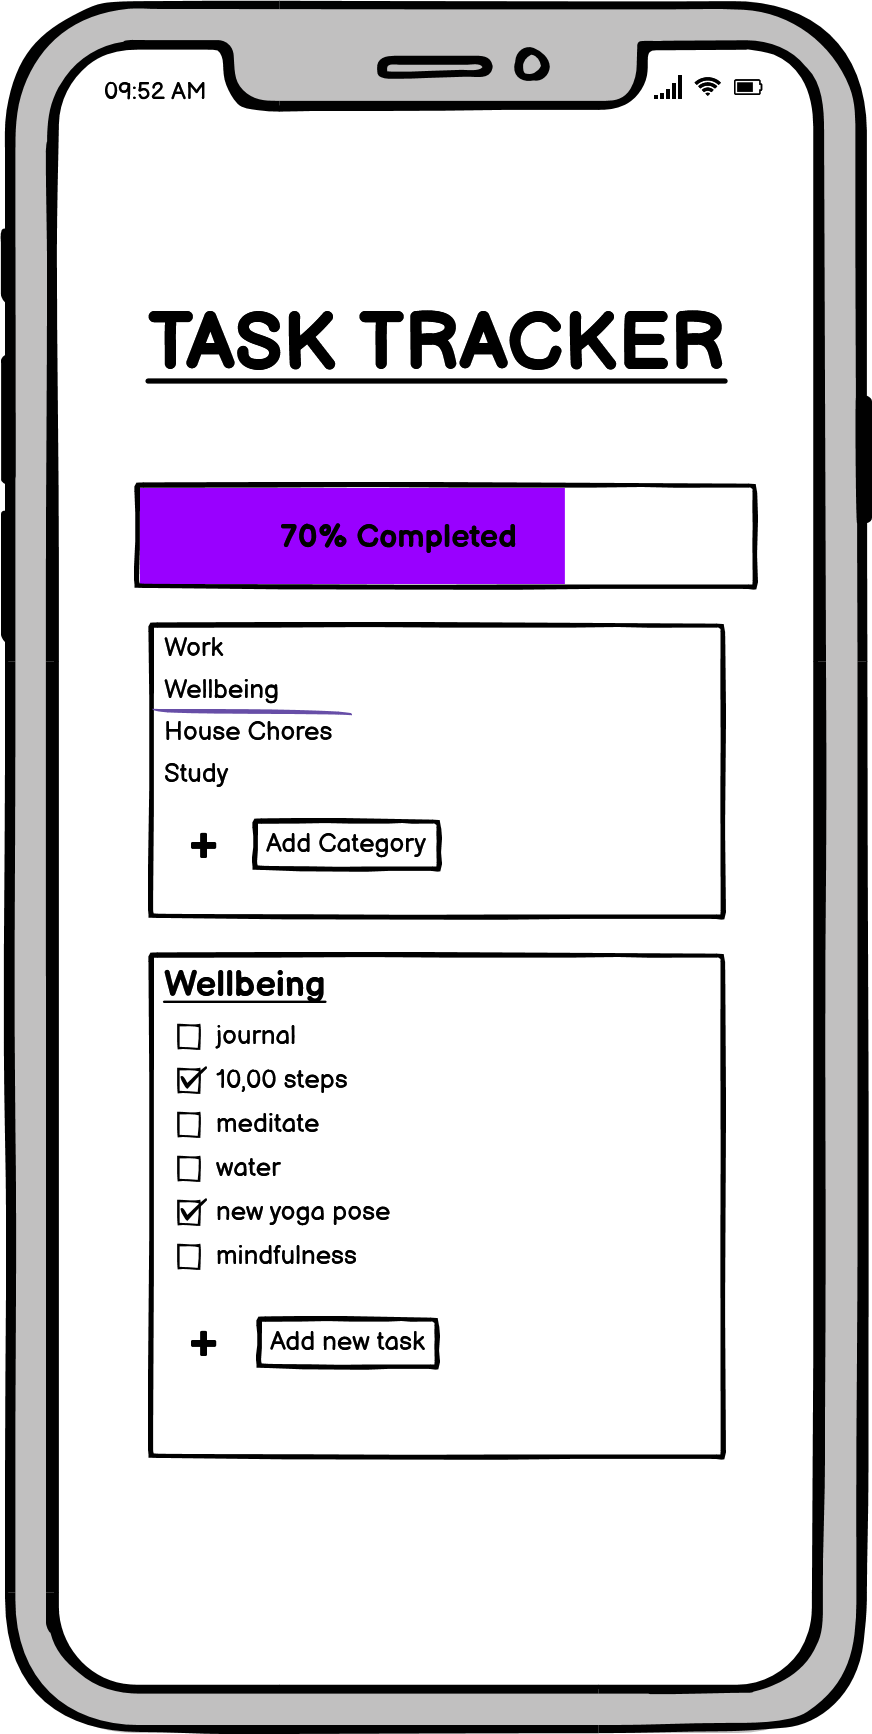 09:52 AM
TASK TRACKER
70% Completed
Work
Wellbeing
House Chores
Study
+ Add Category
Wellbeing
journal
10,00 steps
meditate
water
new yoga pose
mindfulness
+ Add new task